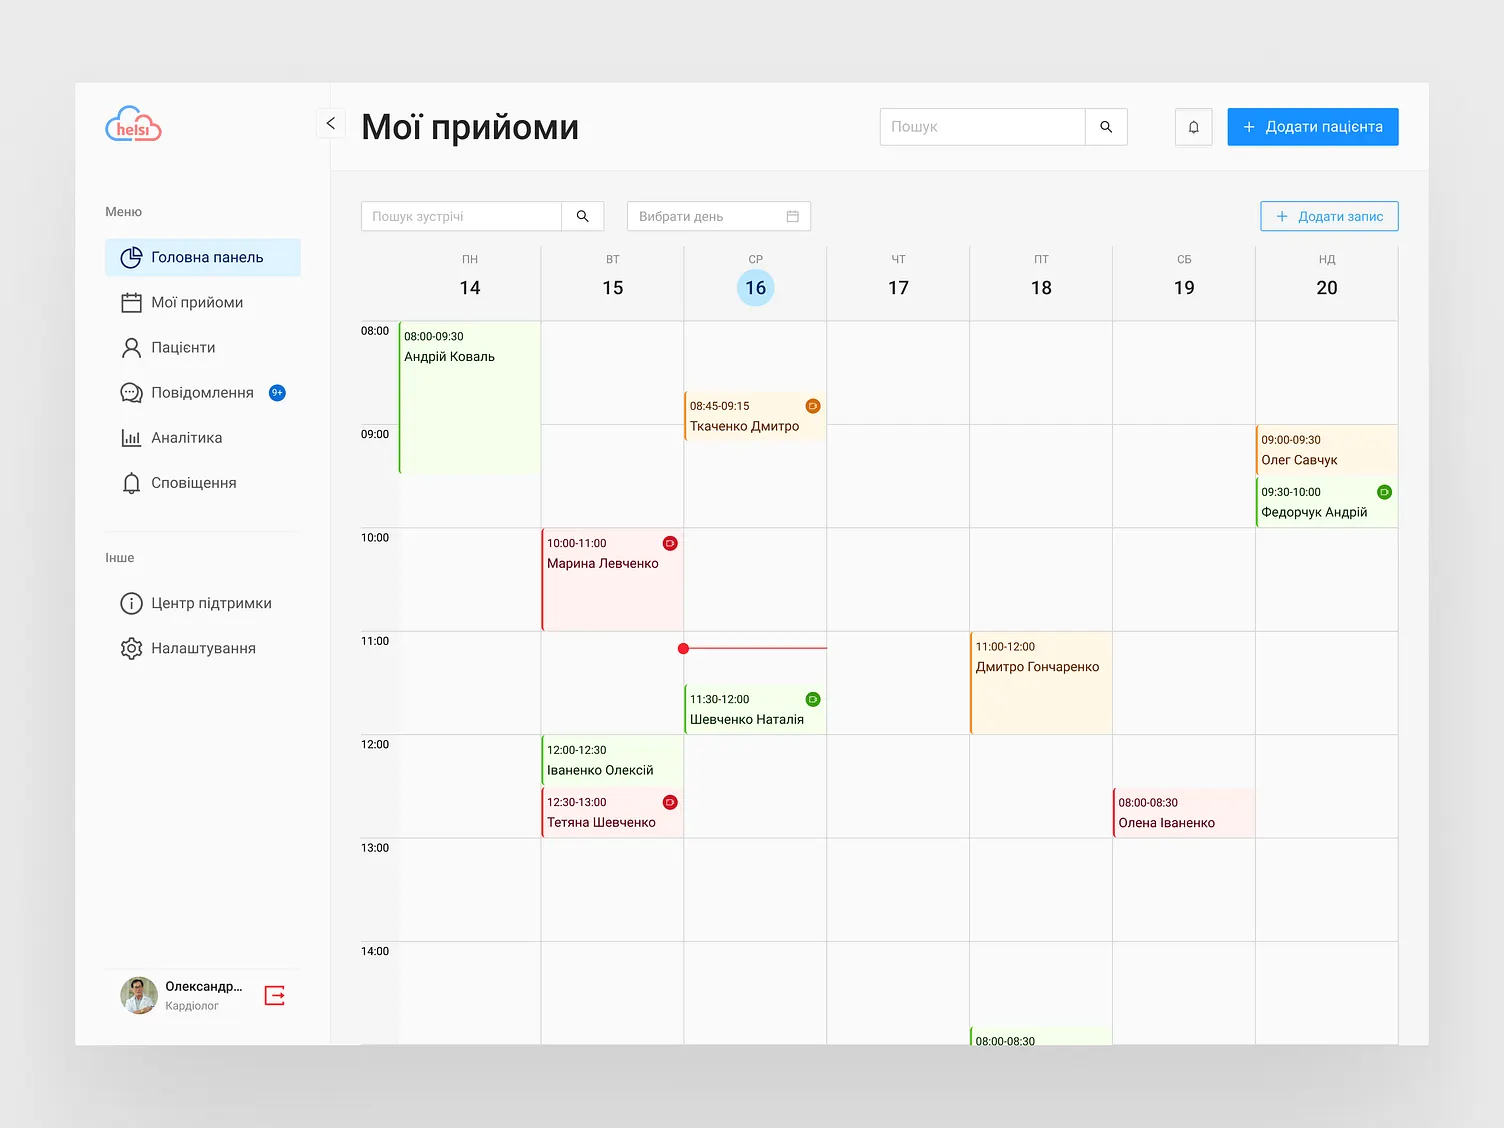 helsi
Мої прийоми
Пошук
Додати пацієнта
Меню
Головна панель
Мої прийоми
Пацієнти
Повідомлення 9+
Аналітика
Сповіщення
Інше
Центр підтримки
Налаштування
Олександр...
Кардіолог
Пошук зустрічі
Вибрати день
Додати запис
ПН ВТ СР ЧТ ПТ СБ НД
14 15 16 17 18 19 20
08:00
08:00-09:30
Андрій Коваль
08:45-09:15
Ткаченко Дмитро
09:00
09:00-09:30
Олег Савчук
09:30-10:00
Федорчук Андрій
10:00
10:00-11:00
Марина Левченко
11:00
11:00-12:00
Дмитро Гончаренко
11:30-12:00
Шевченко Наталія
12:00
12:00-12:30
Іваненко Олексій
12:30-13:00
Тетяна Шевченко
08:00-08:30
Олена Іваненко
13:00
14:00
08:00-08:30